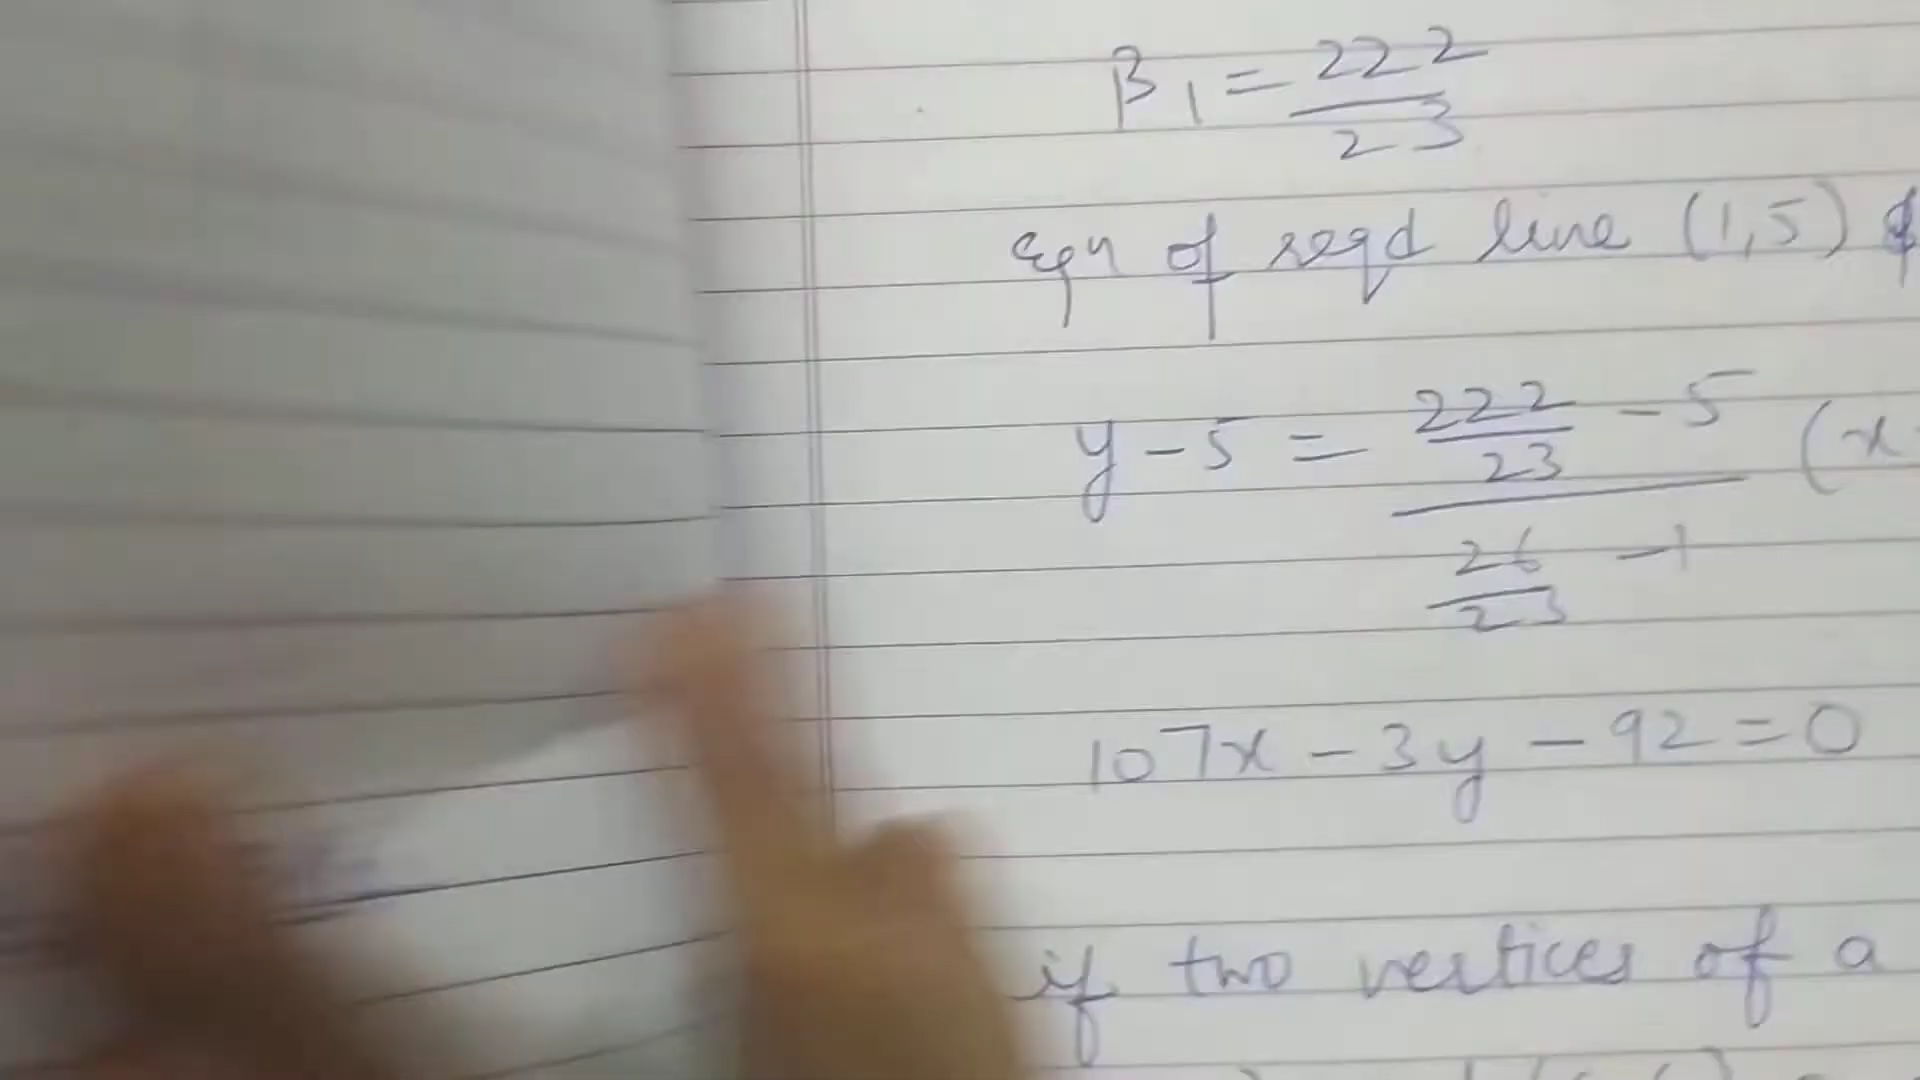 β1 = 222/23
Eqn of reqd line (1,5) &
y - 5 = (222/23 - 5)/(26/23 - 1) (x
107x - 3y - 92 = 0
if two vertices of a